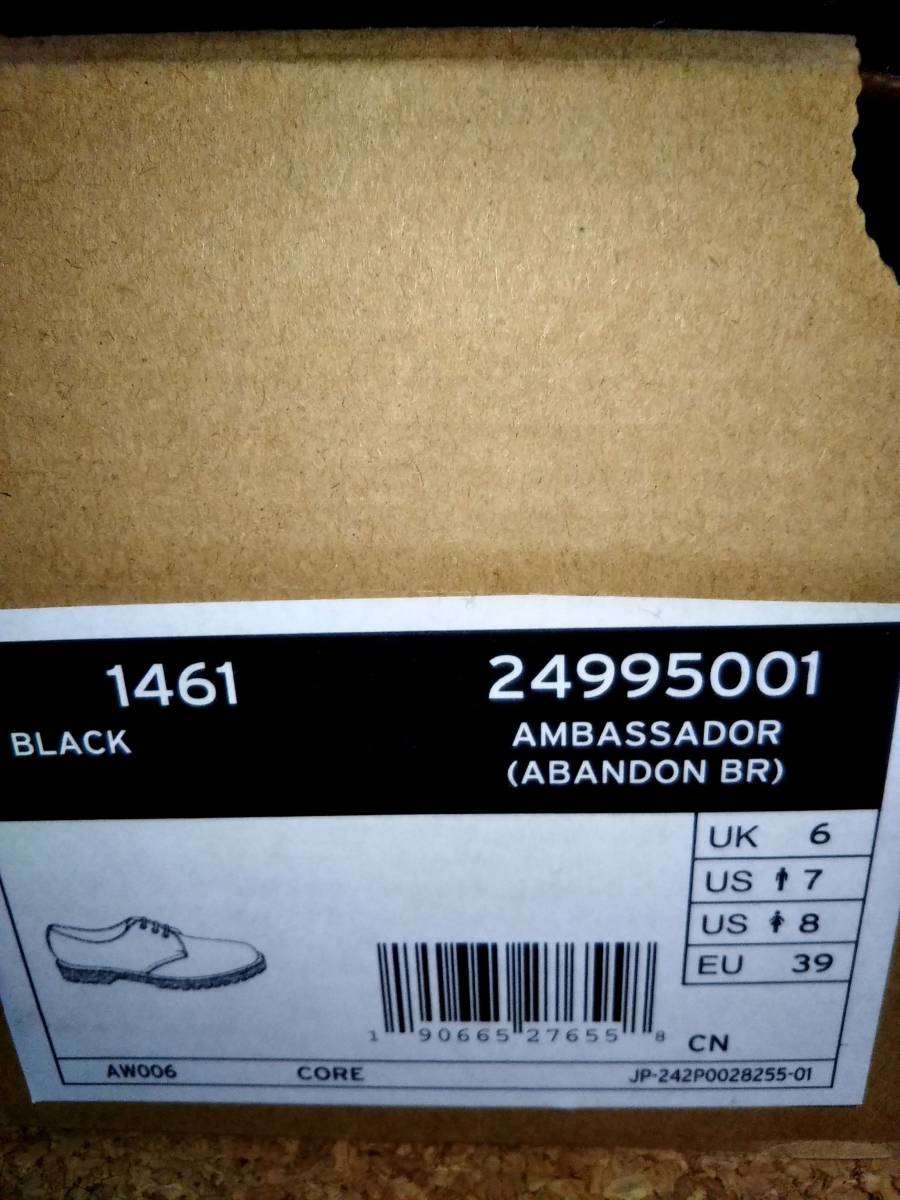 1461
24995001
BLACK
AMBASSADOR
(ABANDON BR)
UK 6
US 7
US 8
EU 39
1 90665 27655 8
CN
AW006
CORE
JP-242P0028255-01